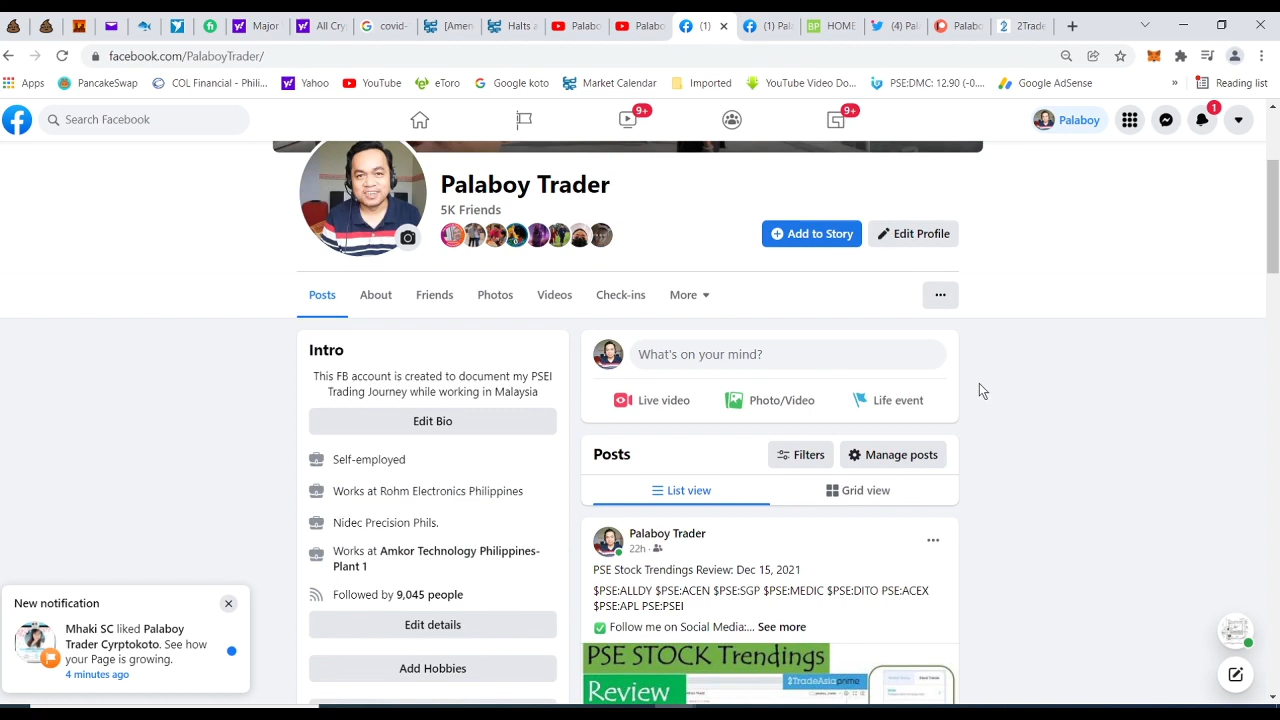 Major
All Cry
covid-
[Amer
Halts a
Palabo
Palabo
(1)
(1) Pal
HOME
(4) Pa
Palabo
2Trade
facebook.com/PalaboyTrader/
Apps
PancakeSwap
COL Financial - Phili...
Yahoo
YouTube
eToro
Google koto
Market Calendar
Imported
YouTube Video Do...
PSE:DMC: 12.90 (-0....
Google AdSense
»
Reading list
Search Facebook
9+
9+
Palaboy
1
Palaboy Trader
5K Friends
Add to Story
Edit Profile
Posts
About
Friends
Photos
Videos
Check-ins
More
Intro
This FB account is created to document my PSEI
Trading Journey while working in Malaysia
Edit Bio
Self-employed
Works at Rohm Electronics Philippines
Nidec Precision Phils.
Works at Amkor Technology Philippines-
Plant 1
Followed by 9,045 people
Edit details
Add Hobbies
What's on your mind?
Live video
Photo/Video
Life event
Posts
Filters
Manage posts
List view
Grid view
Palaboy Trader
22h ·
PSE Stock Trendings Review: Dec 15, 2021
$PSE:ALLDY $PSE:ACEN $PSE:SGP $PSE:MEDIC $PSE:DITO PSE:ACEX
$PSE:APL PSE:PSEI
✅ Follow me on Social Media:... See more
PSE STOCK Trendings
Review
2TradeAsiaprime
New notification
Mhaki SC liked Palaboy
Trader Cyrptokoto. See how
your Page is growing.
4 minutes ago